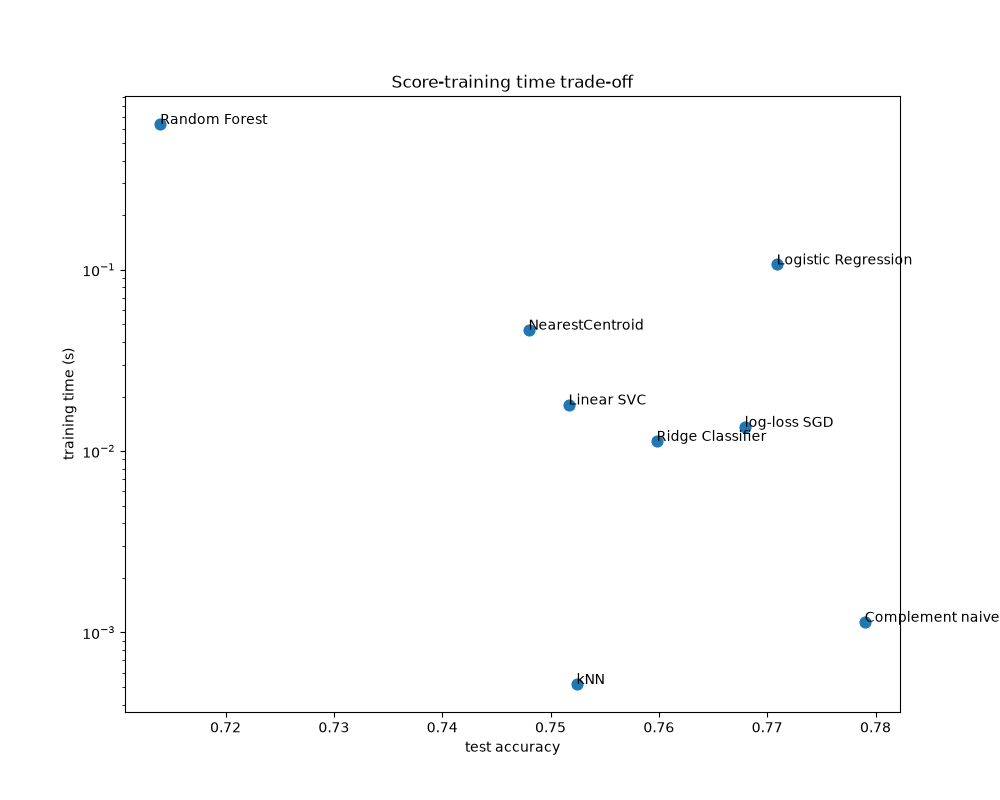 Score-training time trade-off
Random Forest
Logistic Regression
NearestCentroid
Linear SVC
log-loss SGD
Ridge Classifier
Complement naive
kNN
10⁻¹
10⁻²
10⁻³
training time (s)
0.72 0.73 0.74 0.75 0.76 0.77 0.78
test accuracy